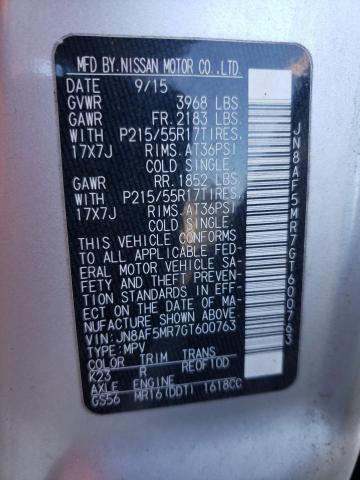 MFD BY.NISSAN MOTOR CO.,LTD.
DATE 9/15
GVWR 3968 LBS
GAWR FR.2183 LBS
WITH P215/55R17TIRES,
17X7J RIMS.AT36PSI
COLD SINGLE.
GAWR RR.1852 LBS
WITH P215/55R17TIRES,
17X7J RIMS.AT36PSI
COLD SINGLE.
THIS VEHICLE CONFORMS
TO ALL APPLICABLE FED-
ERAL MOTOR VEHICLE SA-
FETY AND THEFT PREVEN-
TION STANDARDS IN EFF-
ECT ON THE DATE OF MA-
NUFACTURE SHOWN ABOVE.
VIN: JN8AF5MR7GT600763
TYPE:MPV
COLOR TRIM TRANS
K23 R RE0F10D
AXLE ENGINE
GS56 MR16(DDT) 1618CC
JN8AF5MR7GT600763